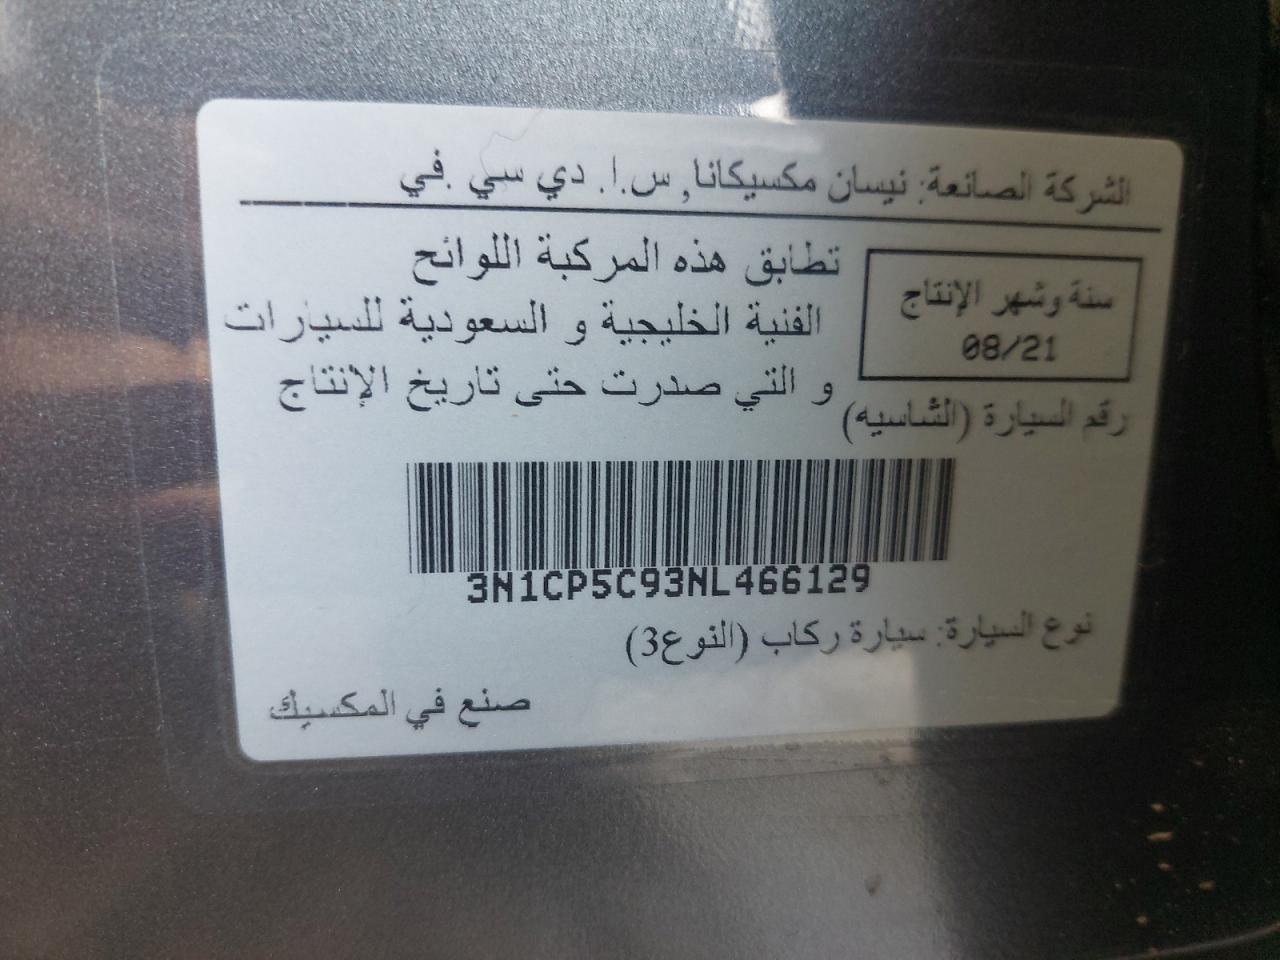 الشركة الصانعة: نيسان مكسيكانا, س.ا. دي سي .في
سنة وشهر الإنتاج
08/21
تطابق هذه المركبة اللوائح
الفنية الخليجية و السعودية للسيارات
و التي صدرت حتى تاريخ الإنتاج
رقم السيارة (الشاسيه)
3N1CP5C93NL466129
نوع السيارة: سيارة ركاب (النوع3)
صنع في المكسيك